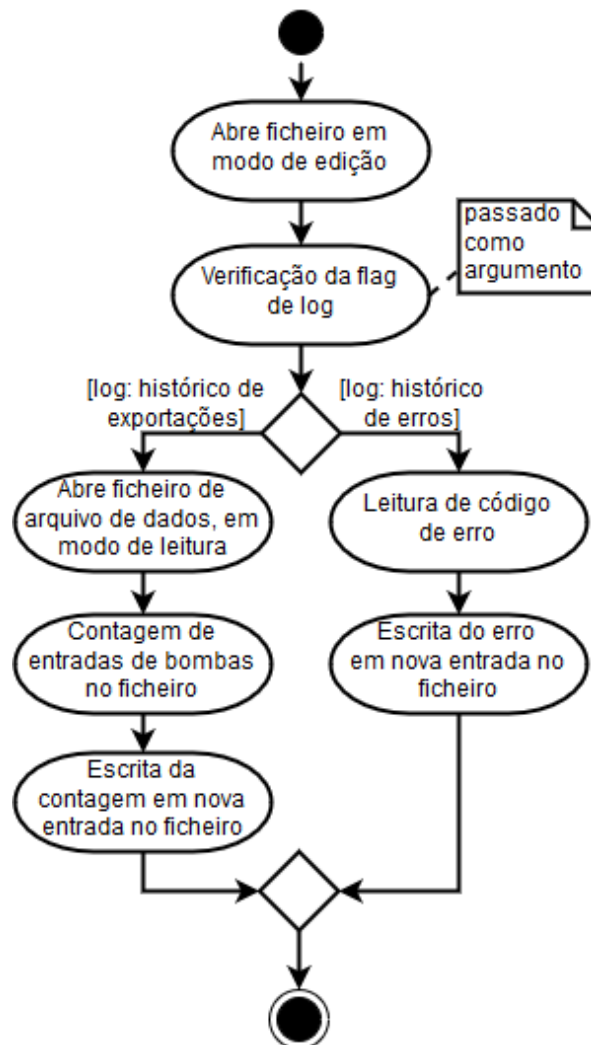 Abre ficheiro em
modo de edição
passado
como
argumento
Verificação da flag
de log
[log: histórico de
exportações]
[log: histórico
de erros]
Abre ficheiro de
arquivo de dados, em
modo de leitura
Leitura de código
de erro
Contagem de
entradas de bombas
no ficheiro
Escrita do erro
em nova entrada no
ficheiro
Escrita da
contagem em nova
entrada no ficheiro